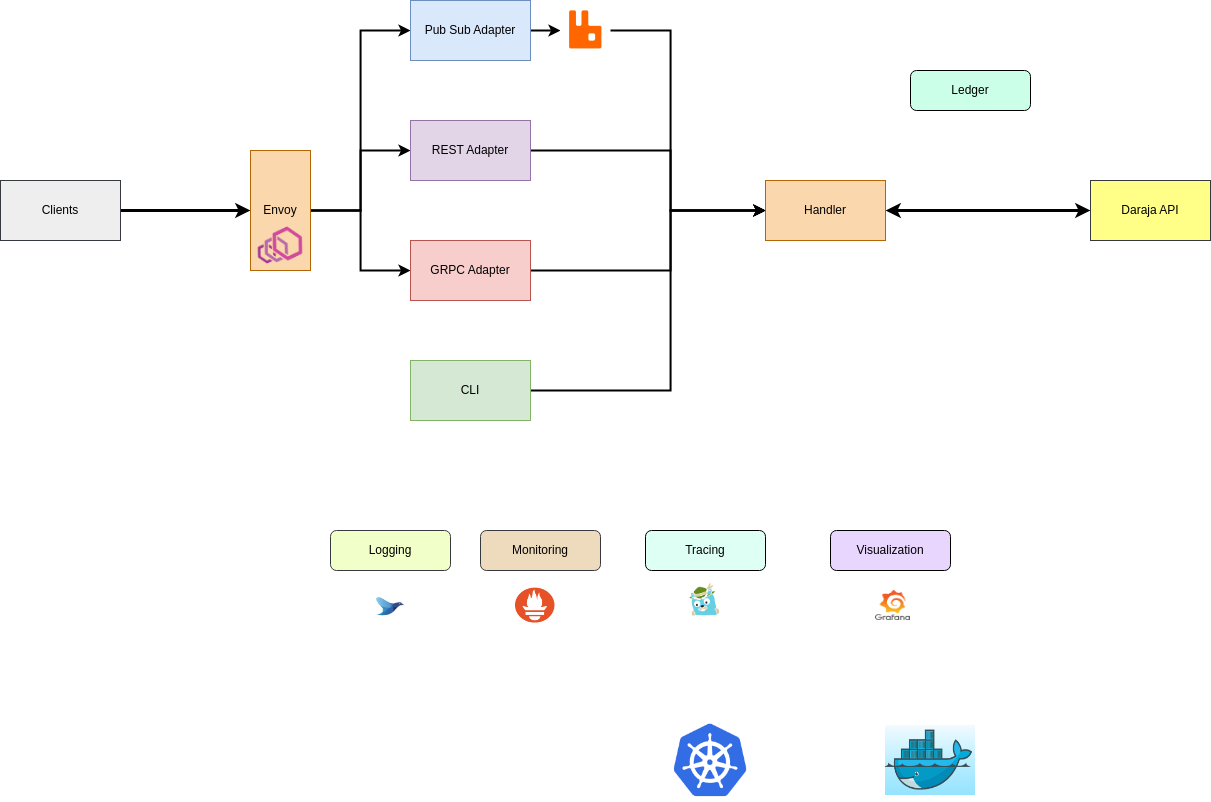 Pub Sub Adapter
Ledger
REST Adapter
Clients
Envoy
Handler
Daraja API
GRPC Adapter
CLI
Logging
Monitoring
Tracing
Visualization
Grafana